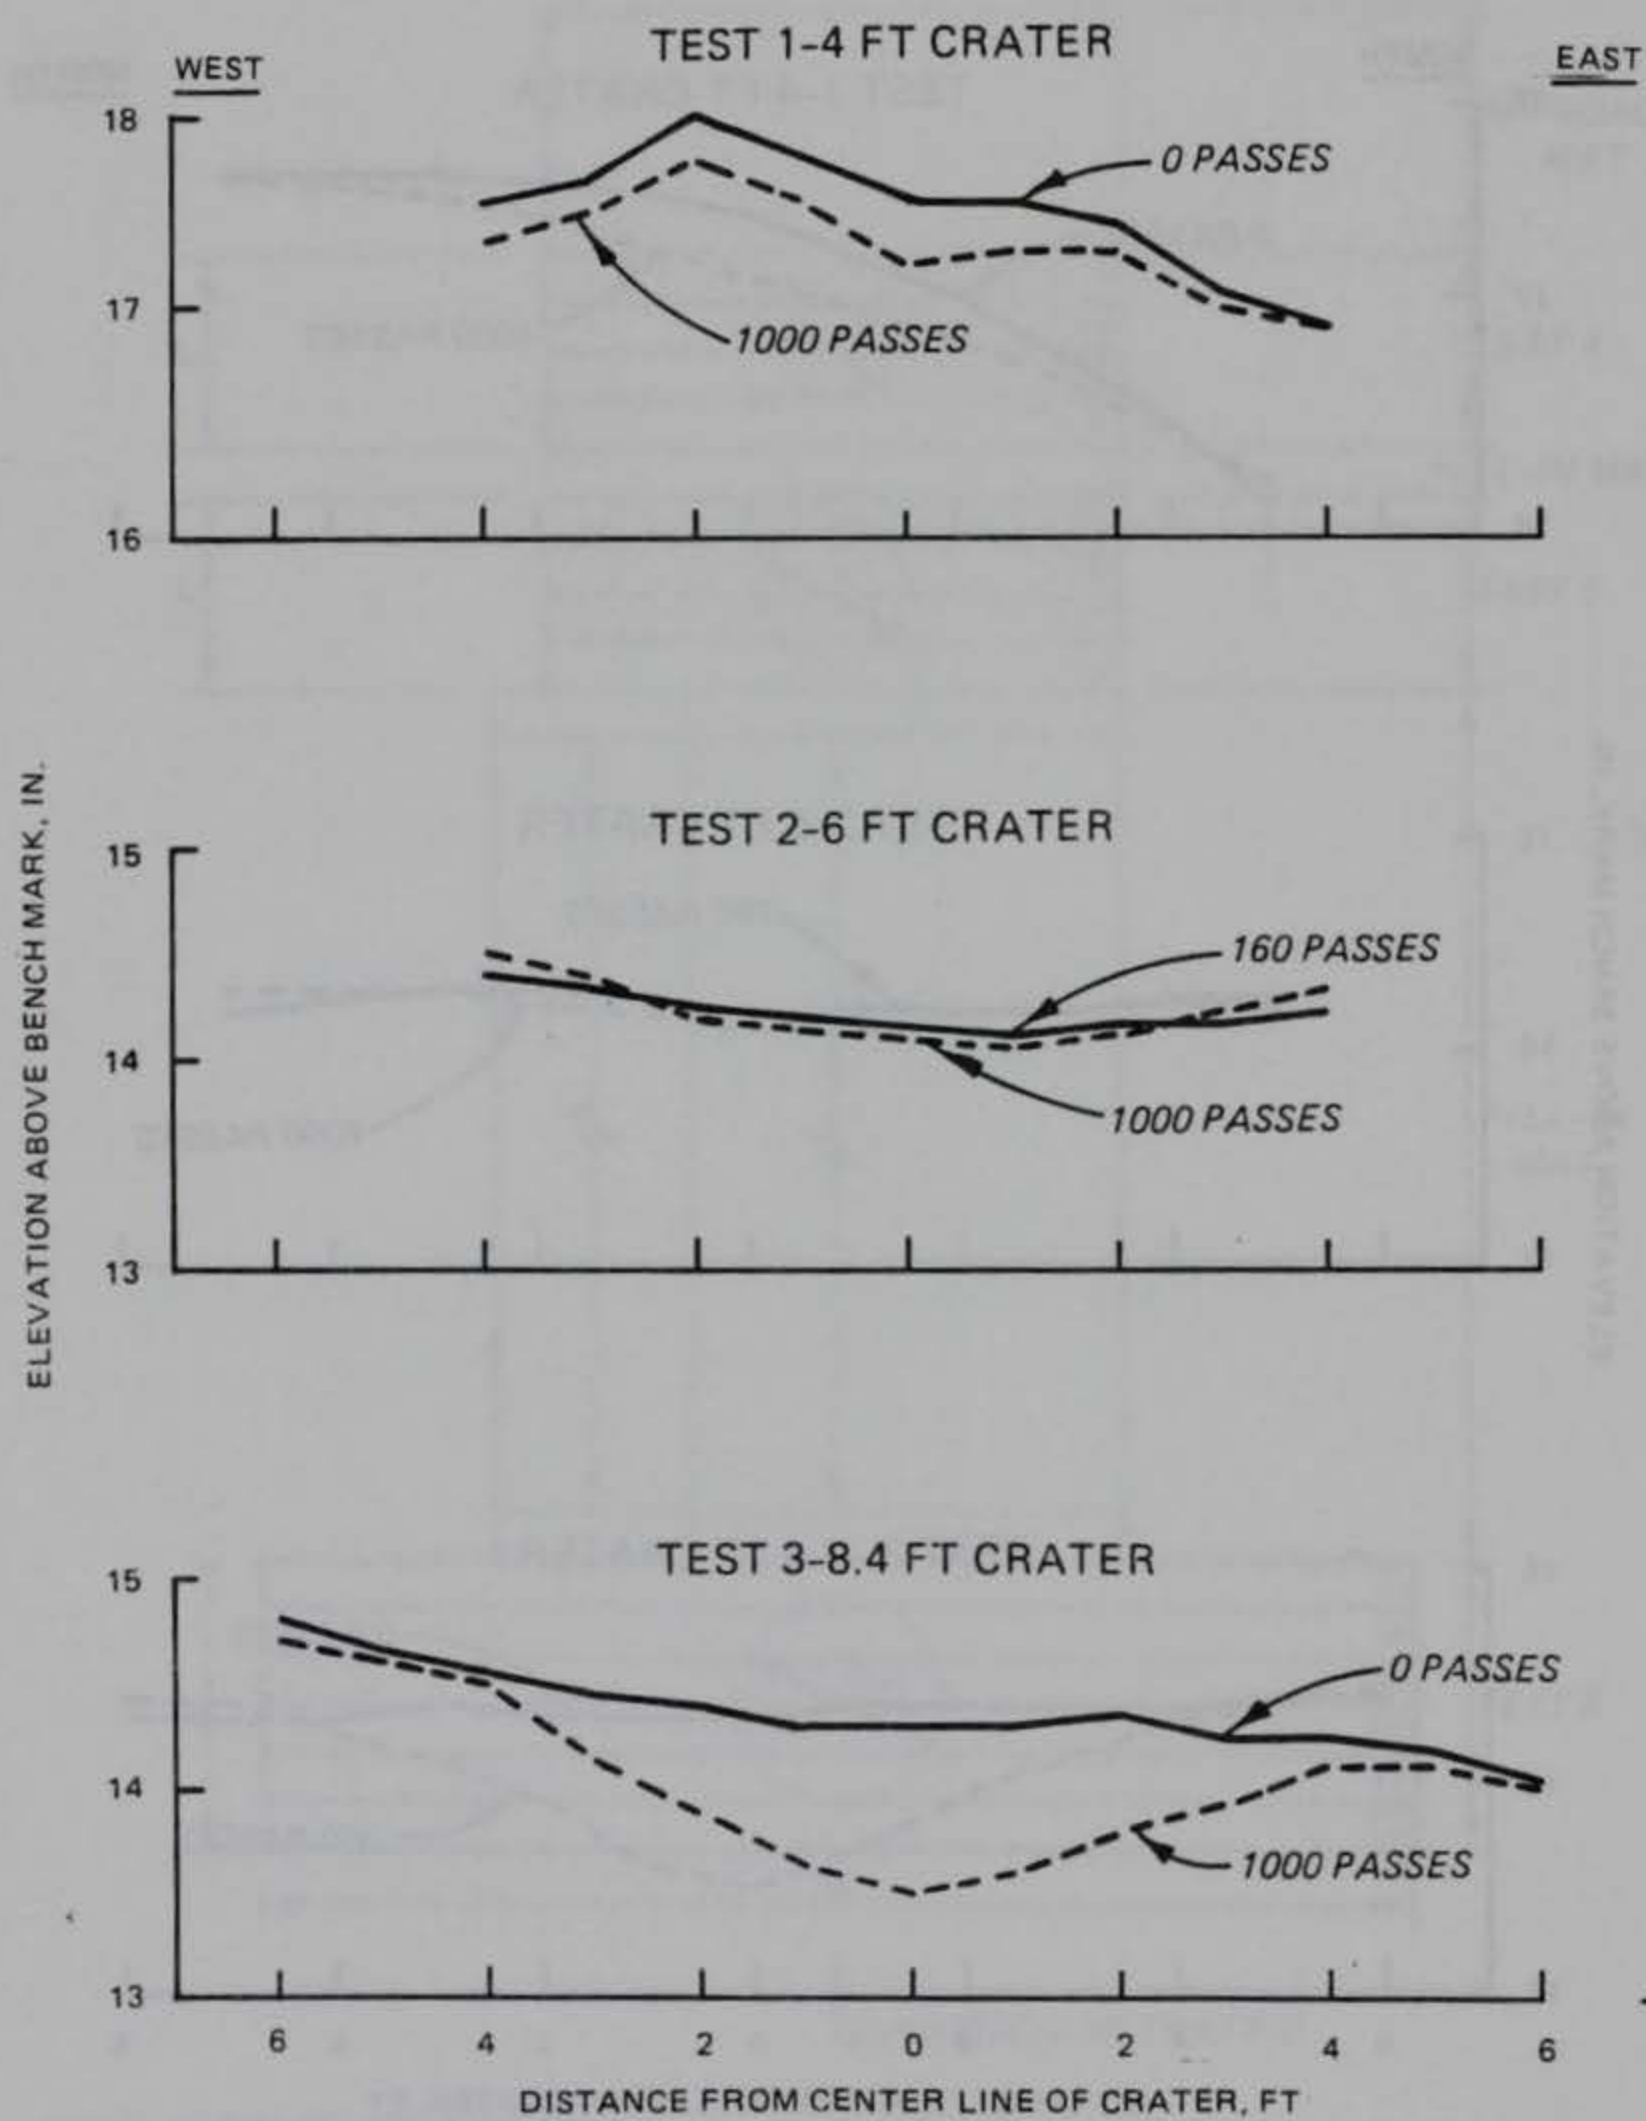 TEST 1-4 FT CRATER
WEST
EAST
18
0 PASSES
17
1000 PASSES
16
ELEVATION ABOVE BENCH MARK, IN.
TEST 2-6 FT CRATER
15
160 PASSES
14
1000 PASSES
13
TEST 3-8.4 FT CRATER
15
0 PASSES
14
1000 PASSES
13
6 4 2 0 2 4 6
DISTANCE FROM CENTER LINE OF CRATER, FT